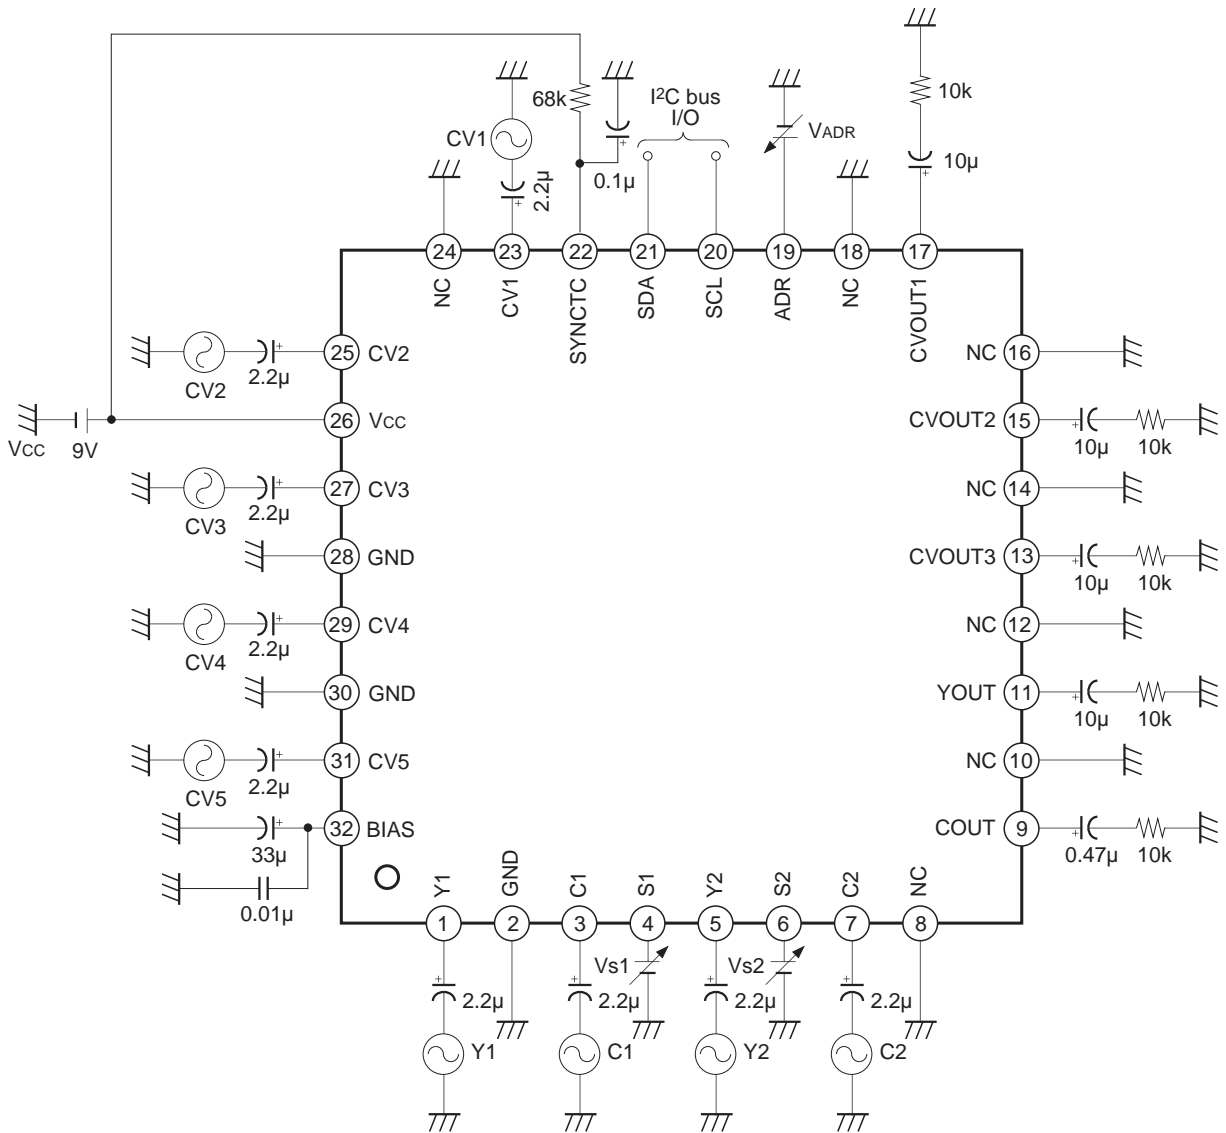 10k
68k
I²C bus
I/O
CV1
VADR
10µ
2.2µ
0.1µ
24
23
22
21
20
19
18
17
NC
CV1
SYNCTC
SDA
SCL
ADR
NC
CVOUT1
25
CV2
CV2
2.2µ
NC
16
26
VCC
VCC
9V
CVOUT2
15
10µ
10k
27
CV3
CV3
2.2µ
NC
14
28
GND
CVOUT3
13
10µ
10k
29
CV4
CV4
2.2µ
NC
12
30
GND
YOUT
11
10µ
10k
31
CV5
CV5
2.2µ
NC
10
32
BIAS
33µ
COUT
9
0.47µ
10k
0.01µ
Y1
GND
C1
S1
Y2
S2
C2
NC
1
2
3
4
5
6
7
8
Vs1
Vs2
2.2µ
2.2µ
2.2µ
2.2µ
Y1
C1
Y2
C2